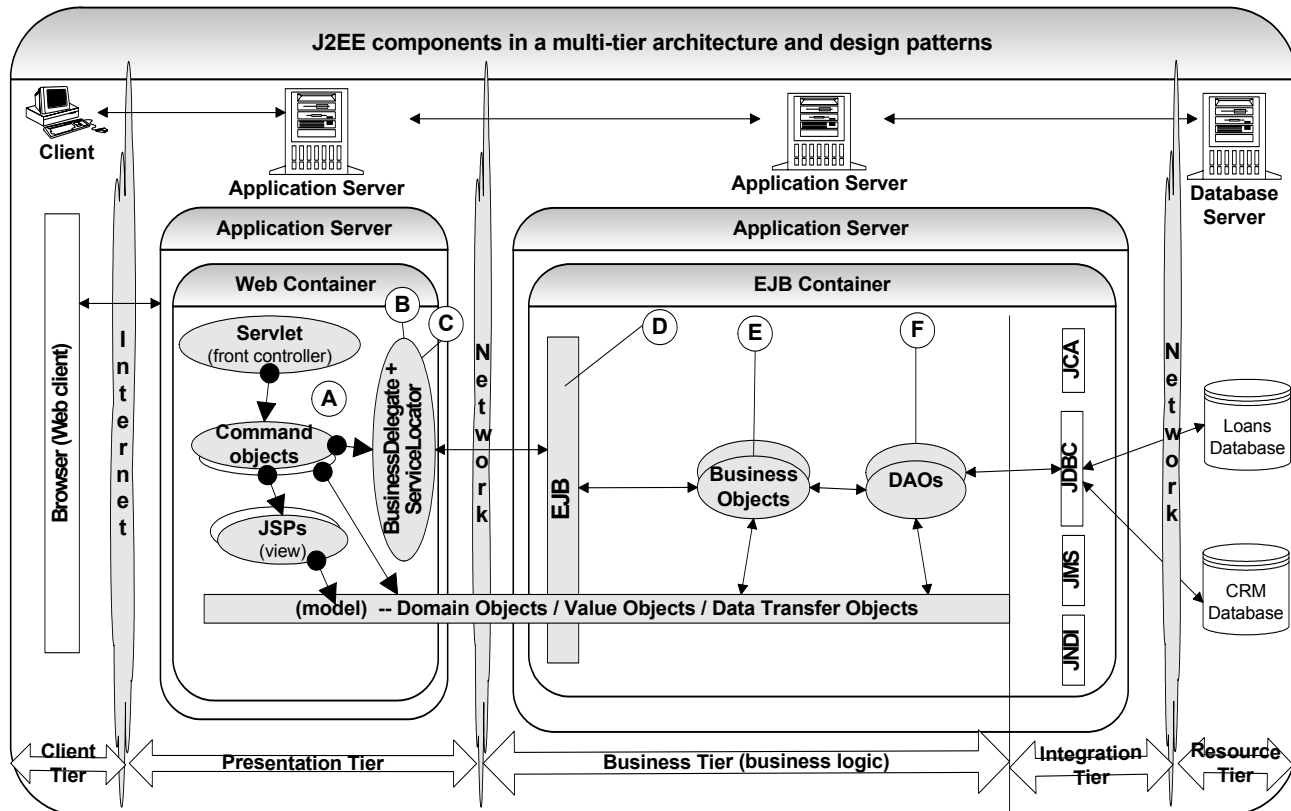 J2EE components in a multi-tier architecture and design patterns
Client
Application Server
Application Server
Database
Server
Application Server
Application Server
Web Container
EJB Container
Browser (Web client)
Internet
Servlet
(front controller)
A
B
C
Command
objects
JSPs
(view)
BusinessDelegate +
ServiceLocator
Network
D
E
F
EJB
Business
Objects
DAOs
JCA
JDBC
JMS
JNDI
Network
Loans
Database
CRM
Database
(model) -- Domain Objects / Value Objects / Data Transfer Objects
Client
Tier
Presentation Tier
Business Tier (business logic)
Integration
Tier
Resource
Tier